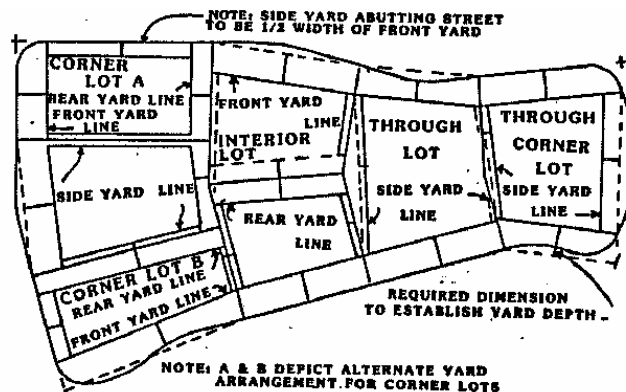 NOTE: SIDE YARD ABUTTING STREET
TO BE 1/2 WIDTH OF FRONT YARD
CORNER
LOT A
REAR YARD LINE
FRONT YARD
LINE
FRONT YARD
LINE
INTERIOR
LOT
THROUGH
LOT
THROUGH
CORNER
LOT
SIDE YARD LINE
SIDE YARD
LINE
SIDE YARD
LINE
REAR YARD
LINE
CORNER LOT B
REAR YARD LINE
FRONT YARD LINE
REQUIRED DIMENSION
TO ESTABLISH YARD DEPTH
NOTE: A & B DEPICT ALTERNATE YARD
ARRANGEMENT FOR CORNER LOTS